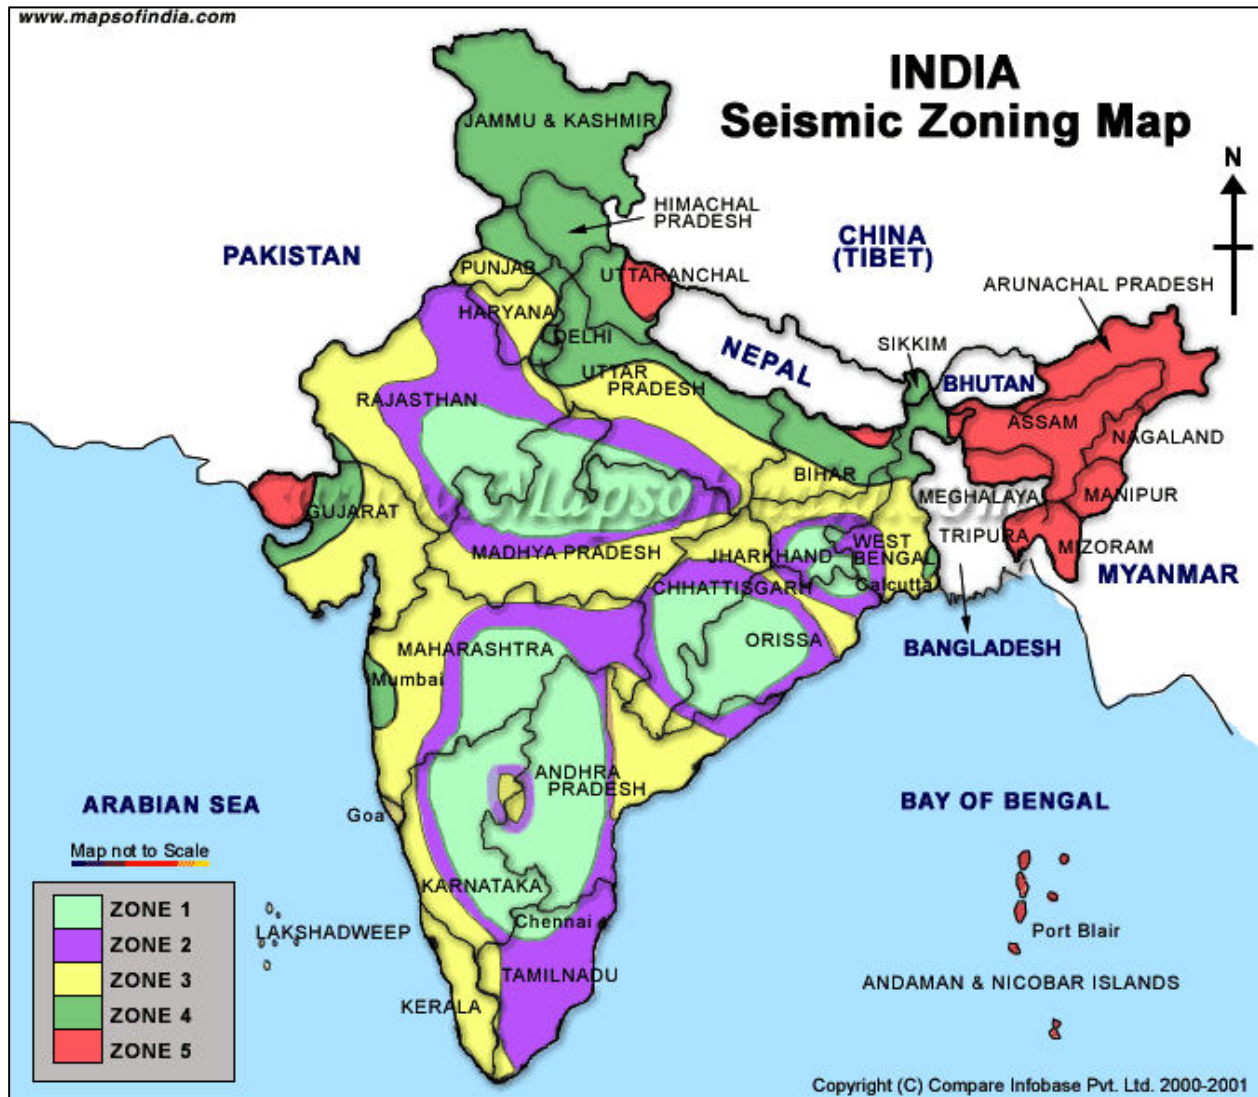 www.mapsofindia.com
INDIA
Seismic Zoning Map
N
JAMMU & KASHMIR
HIMACHAL
PRADESH
PAKISTAN
CHINA
(TIBET)
PUNJAB
UTTARANCHAL
ARUNACHAL PRADESH
HARYANA
DELHI
SIKKIM
NEPAL
BHUTAN
UTTAR
PRADESH
RAJASTHAN
ASSAM
NAGALAND
BIHAR
MEGHALAYA
MANIPUR
GUJARAT
MADHYA PRADESH
JHARKHAND
WEST
BENGAL
TRIPURA
MIZORAM
MYANMAR
CHHATTISGARH
Calcutta
ORISSA
BANGLADESH
MAHARASHTRA
Mumbai
ANDHRA
PRADESH
ARABIAN SEA
BAY OF BENGAL
Goa
Map not to Scale
KARNATAKA
Chennai
ZONE 1
ZONE 2
ZONE 3
ZONE 4
ZONE 5
LAKSHADWEEP
Port Blair
TAMILNADU
ANDAMAN & NICOBAR ISLANDS
KERALA
Copyright (C) Compare Infobase Pvt. Ltd. 2000-2001